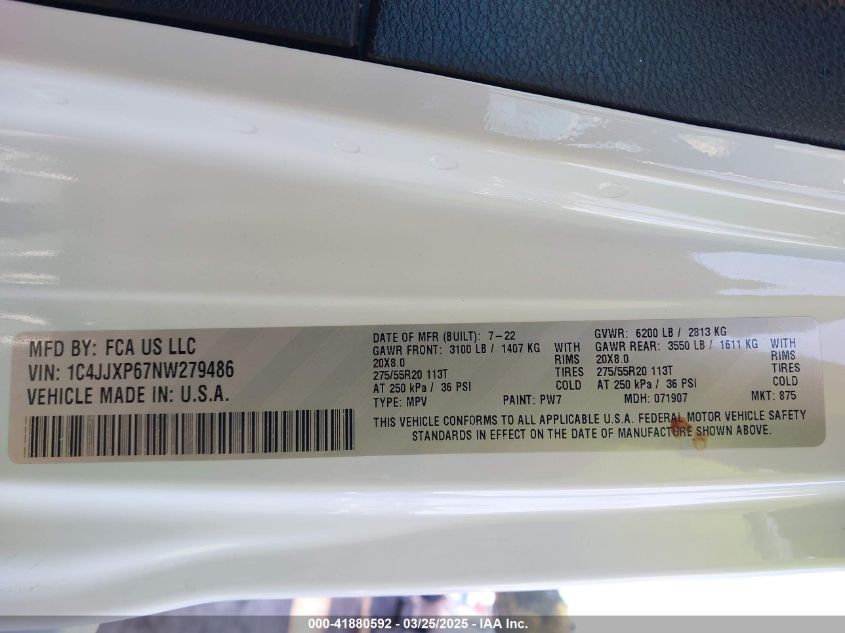 MFD BY: FCA US LLC
VIN: 1C4JJXP67NW279486
VEHICLE MADE IN: U.S.A.
DATE OF MFR (BUILT): 7-22
GAWR FRONT: 3100 LB / 1407 KG WITH
20X8.0 RIMS
275/55R20 113T TIRES
AT 250 kPa / 36 PSI COLD
TYPE: MPV PAINT: PW7
GVWR: 6200 LB / 2813 KG
GAWR REAR: 3550 LB / 1611 KG WITH
20X8.0 RIMS
275/55R20 113T TIRES
AT 250 kPa / 36 PSI COLD
MDH: 071907 MKT: 875
THIS VEHICLE CONFORMS TO ALL APPLICABLE U.S.A. FEDERAL MOTOR VEHICLE SAFETY
STANDARDS IN EFFECT ON THE DATE OF MANUFACTURE SHOWN ABOVE.
000-41880592 - 03/25/2025 - IAA Inc.